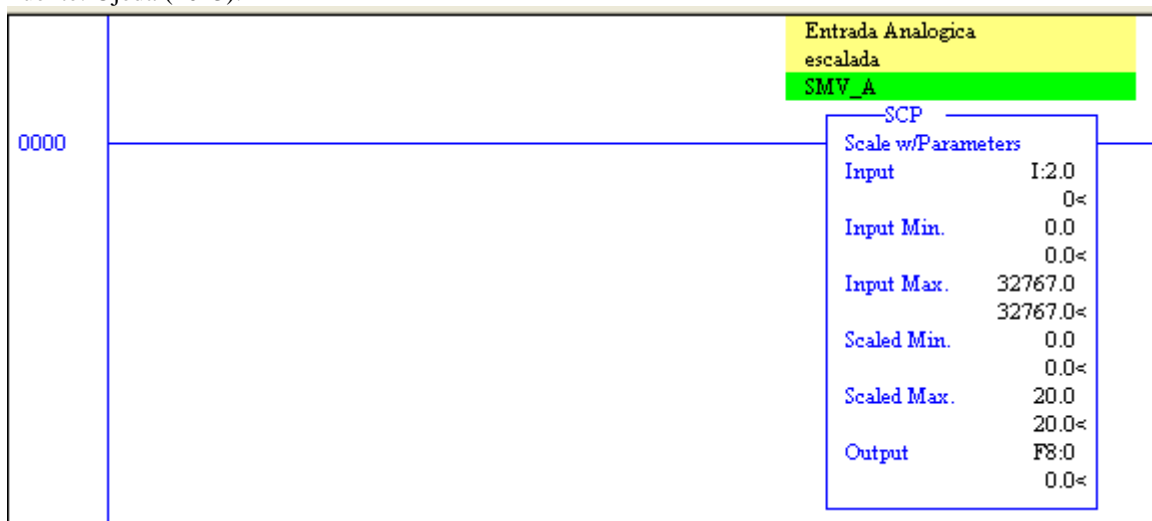 Entrada Analogica
escalada
SMV_A
SCP
0000
Scale w/Parameters
Input I:2.0
0<
Input Min. 0.0
0.0<
Input Max. 32767.0
32767.0<
Scaled Min. 0.0
0.0<
Scaled Max. 20.0
20.0<
Output F8:0
0.0<